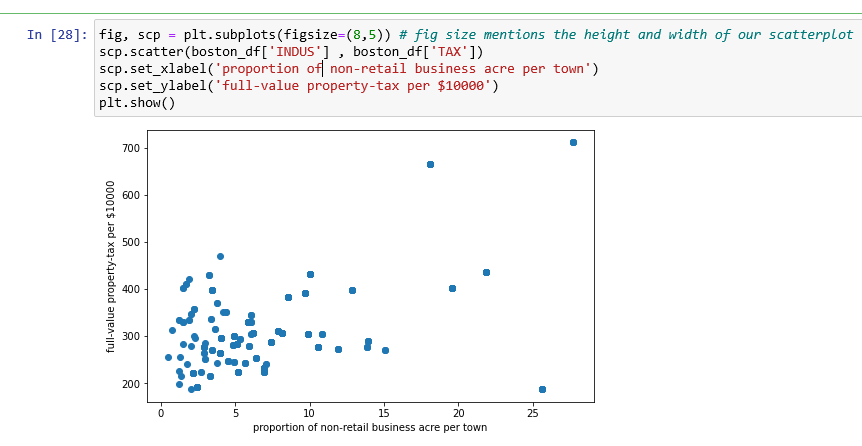 In [28]: fig, scp = plt.subplots(figsize=(8,5)) # fig size mentions the height and width of our scatterplot
scp.scatter(boston_df['INDUS'] , boston_df['TAX'])
scp.set_xlabel('proportion of non-retail business acre per town')
scp.set_ylabel('full-value property-tax per $10000')
plt.show()
full-value property-tax per $10000
700
600
500
400
300
200
0 5 10 15 20 25
proportion of non-retail business acre per town